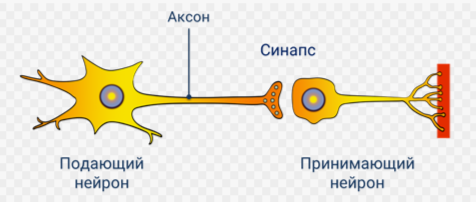 Аксон
Синапс
Подающий
нейрон
Принимающий
нейрон